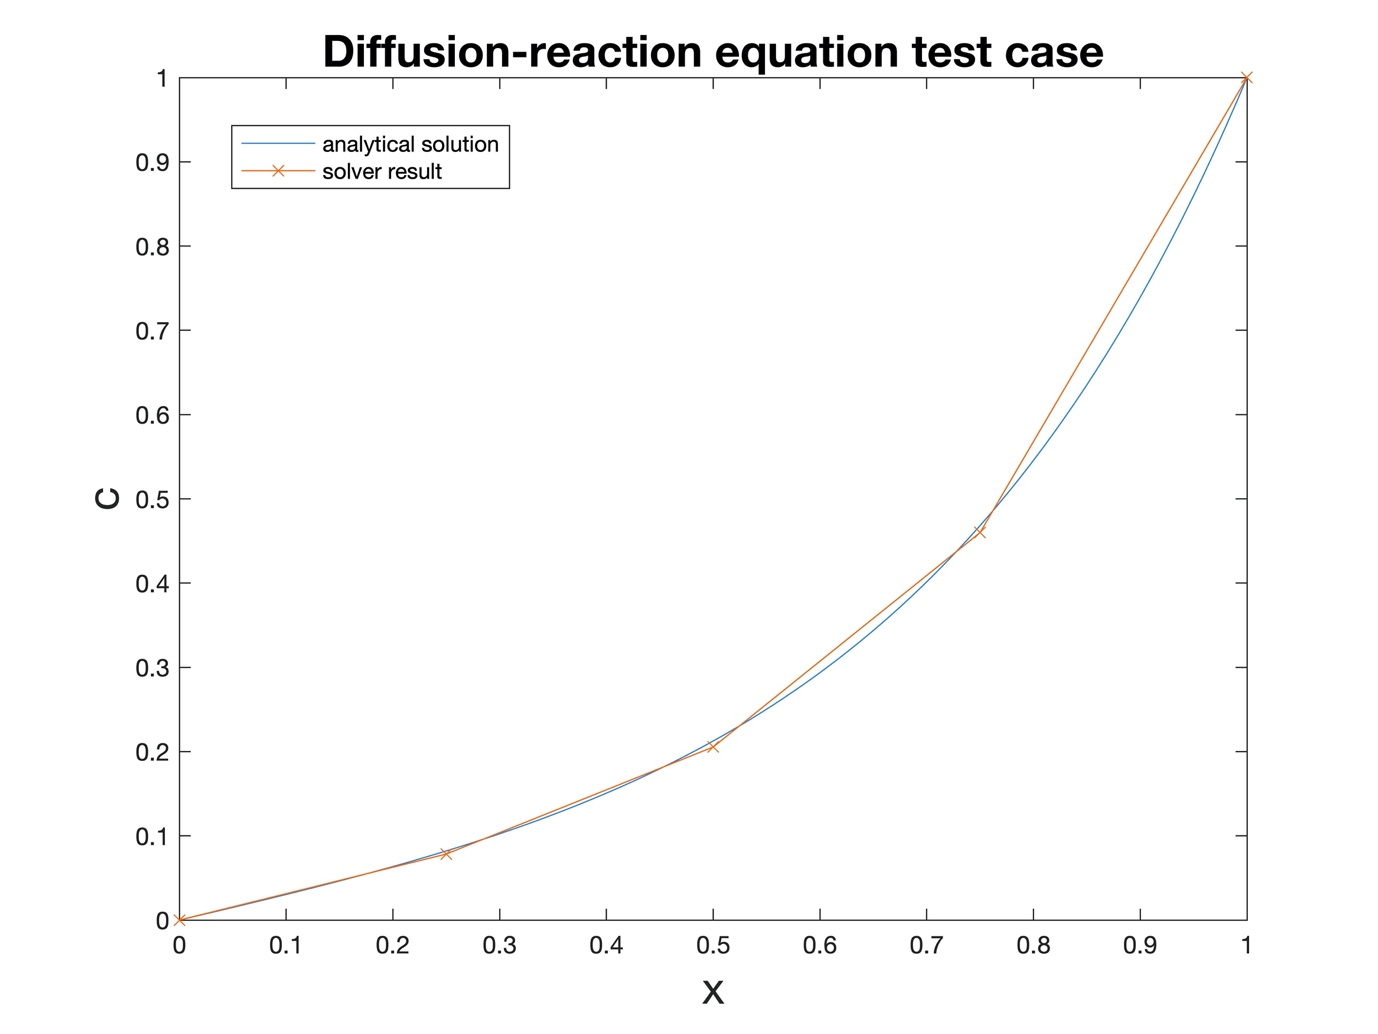 Diffusion-reaction equation test case
1
analytical solution
solver result
0.9
0.8
0.7
0.6
c
0.5
0.4
0.3
0.2
0.1
0
0 0.1 0.2 0.3 0.4 0.5 0.6 0.7 0.8 0.9 1
x